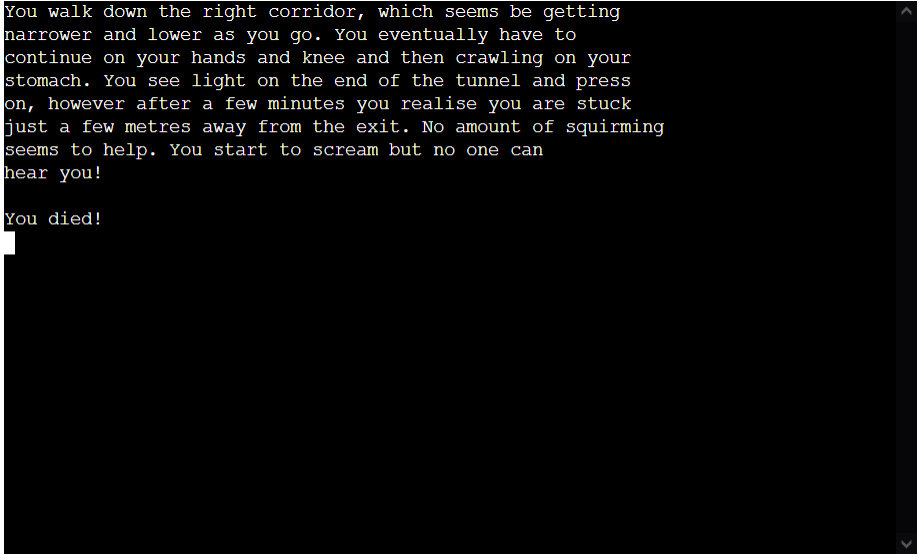 You walk down the right corridor, which seems be getting
narrower and lower as you go. You eventually have to
continue on your hands and knee and then crawling on your
stomach. You see light on the end of the tunnel and press
on, however after a few minutes you realise you are stuck
just a few metres away from the exit. No amount of squirming
seems to help. You start to scream but no one can
hear you!
You died!